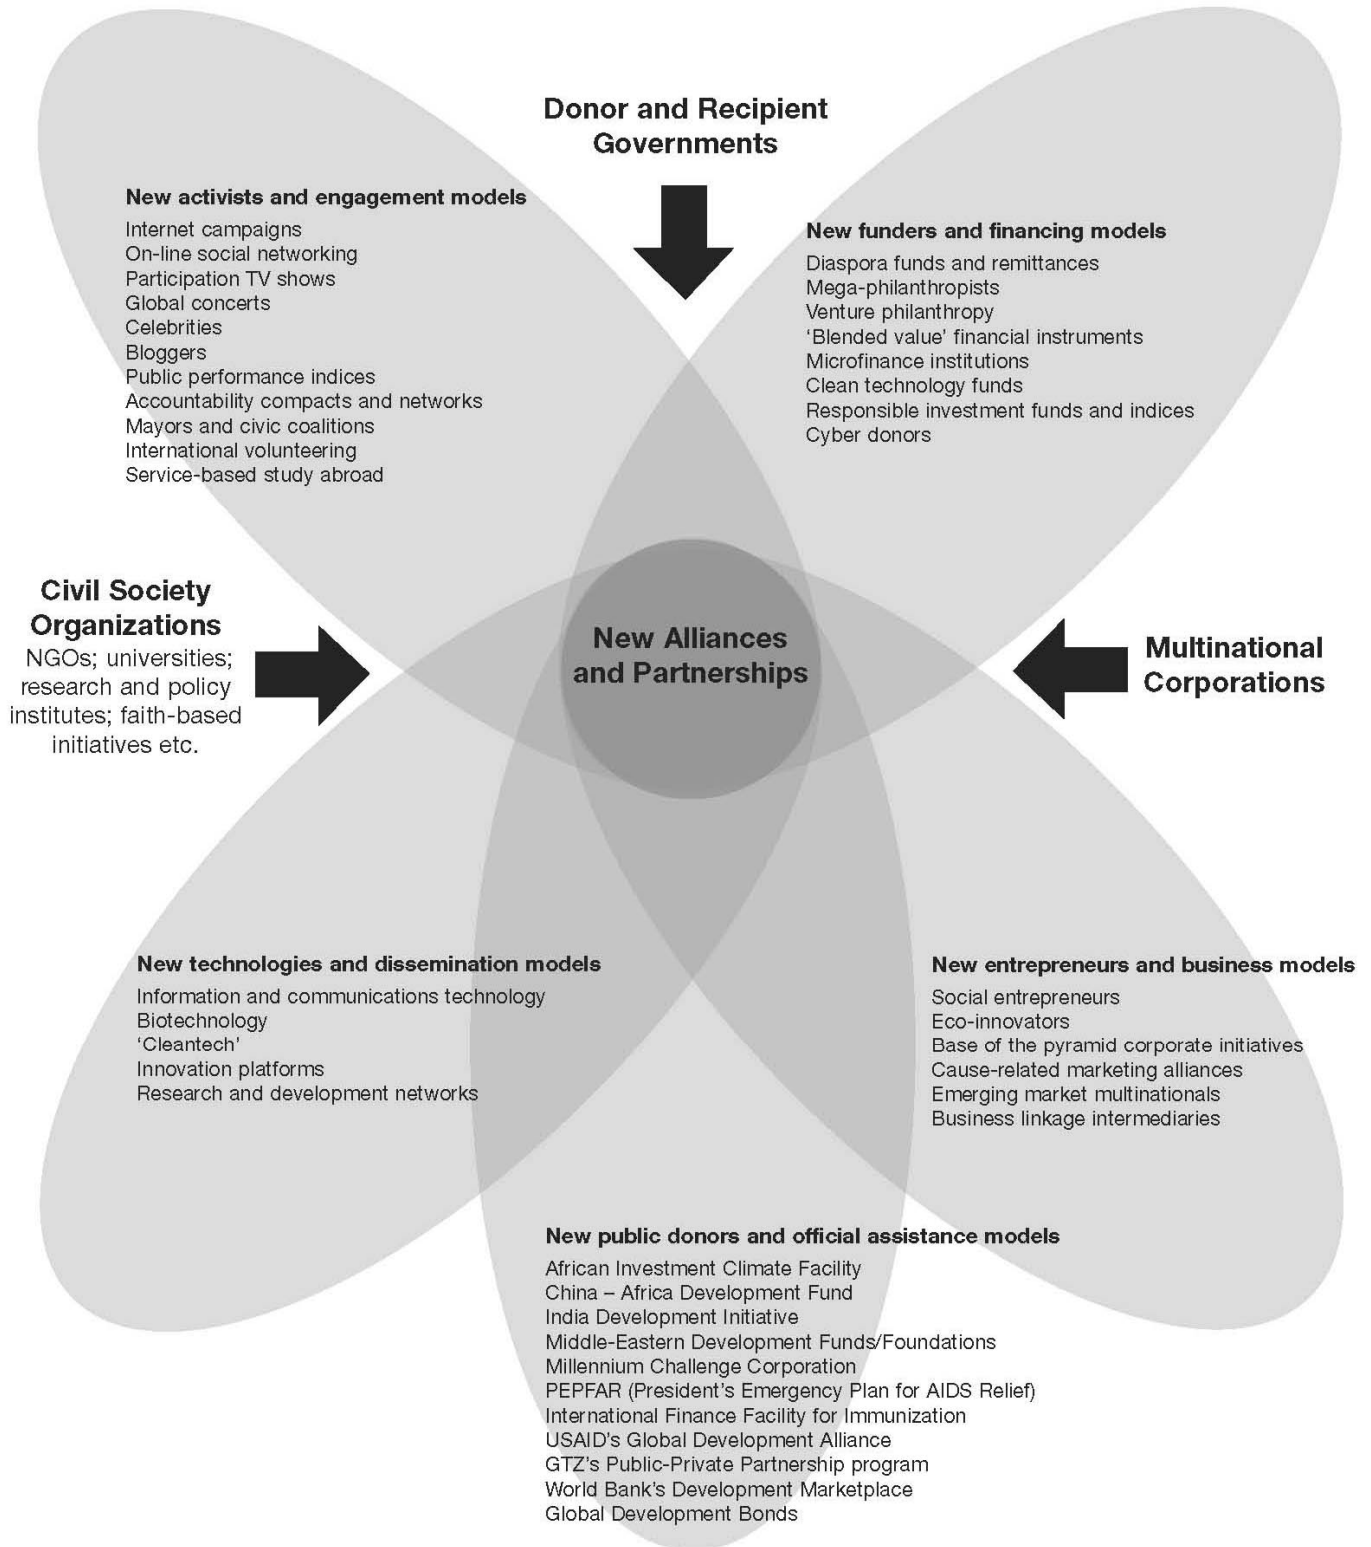 Donor and Recipient
Governments
New activists and engagement models
Internet campaigns
On-line social networking
Participation TV shows
Global concerts
Celebrities
Bloggers
Public performance indices
Accountability compacts and networks
Mayors and civic coalitions
International volunteering
Service-based study abroad
New funders and financing models
Diaspora funds and remittances
Mega-philanthropists
Venture philanthropy
‘Blended value’ financial instruments
Microfinance institutions
Clean technology funds
Responsible investment funds and indices
Cyber donors
Civil Society
Organizations
NGOs; universities;
research and policy
institutes; faith-based
initiatives etc.
New Alliances
and Partnerships
Multinational
Corporations
New technologies and dissemination models
Information and communications technology
Biotechnology
‘Cleantech’
Innovation platforms
Research and development networks
New entrepreneurs and business models
Social entrepreneurs
Eco-innovators
Base of the pyramid corporate initiatives
Cause-related marketing alliances
Emerging market multinationals
Business linkage intermediaries
New public donors and official assistance models
African Investment Climate Facility
China – Africa Development Fund
India Development Initiative
Middle-Eastern Development Funds/Foundations
Millennium Challenge Corporation
PEPFAR (President’s Emergency Plan for AIDS Relief)
International Finance Facility for Immunization
USAID’s Global Development Alliance
GTZ’s Public-Private Partnership program
World Bank’s Development Marketplace
Global Development Bonds